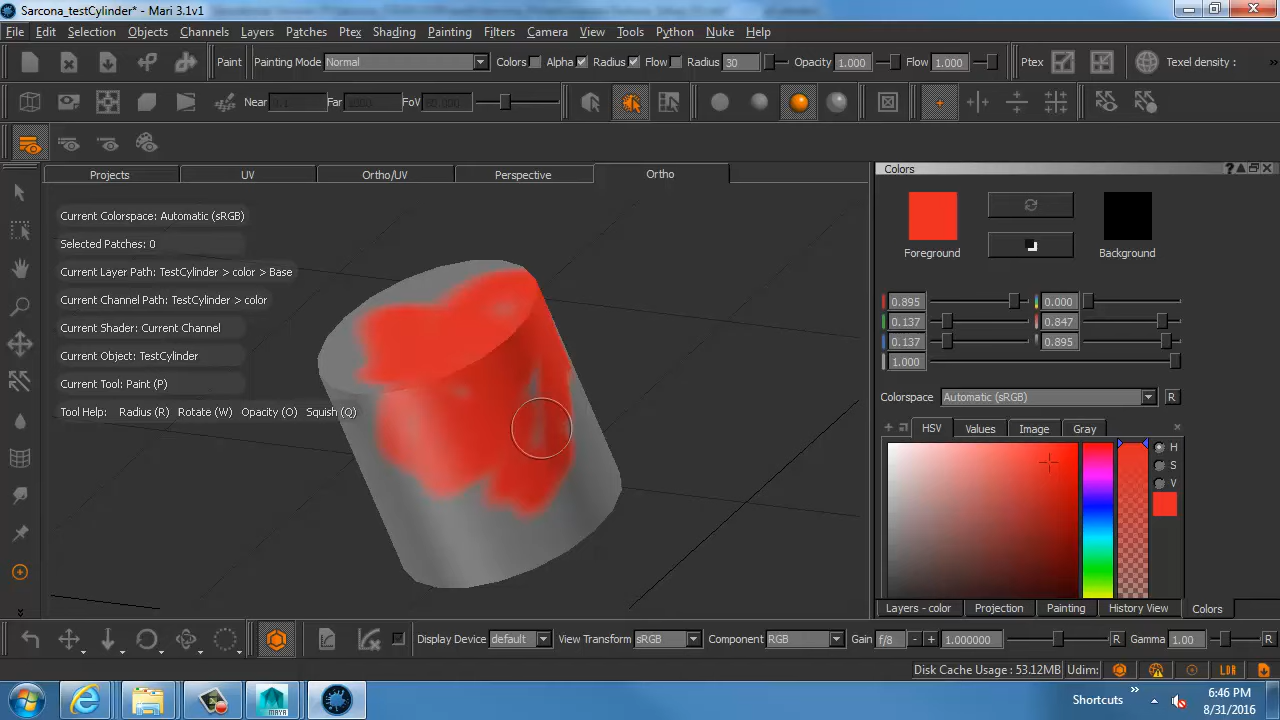 Sarcona_testCylinder* - Mari 3.1v1
File Edit Selection Objects Channels Layers Patches Ptex Shading Painting Filters Camera View Tools Python Nuke Help
Paint Painting Mode Normal Colors Alpha Radius Flow Radius 30 Opacity 1.000 Flow 1.000 Ptex Texel density : »
Near 0.1 Far FoV
Projects UV Ortho/UV Perspective Ortho
Colors
Current Colorspace: Automatic (sRGB)
Selected Patches: 0
Current Layer Path: TestCylinder > color > Base
Current Channel Path: TestCylinder > color
Current Shader: Current Channel
Current Object: TestCylinder
Current Tool: Paint (P)
Tool Help: Radius (R) Rotate (W) Opacity (O) Squish (Q)
Foreground Background
0.895 0.000
0.137 0.847
0.137 0.895
1.000
Colorspace Automatic (sRGB) R
HSV Values Image Gray
H
S
V
Layers - color Projection Painting History View Colors
Display Device default View Transform sRGB Component RGB Gain f/8 - + 1.000000 R Gamma 1.00 R
Disk Cache Usage : 53.12MB Udim: LDR
MAYA
Shortcuts » 6:46 PM
8/31/2016